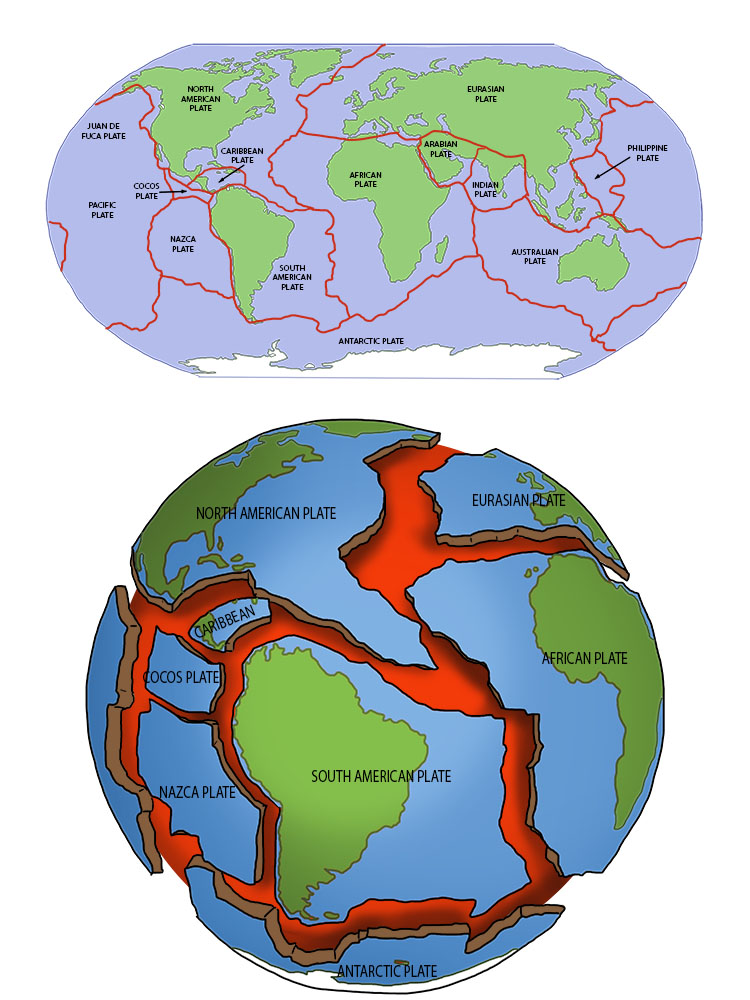 NORTH
AMERICAN
PLATE
EURASIAN
PLATE
JUAN DE
FUCA PLATE
CARIBBEAN
PLATE
ARABIAN
PLATE
PHILIPPINE
PLATE
COCOS
PLATE
AFRICAN
PLATE
INDIAN
PLATE
PACIFIC
PLATE
NAZCA
PLATE
SOUTH
AMERICAN
PLATE
AUSTRALIAN
PLATE
ANTARCTIC PLATE
NORTH AMERICAN PLATE
EURASIAN PLATE
CARIBBEAN
AFRICAN PLATE
COCOS PLATE
SOUTH AMERICAN PLATE
NAZCA PLATE
ANTARCTIC PLATE